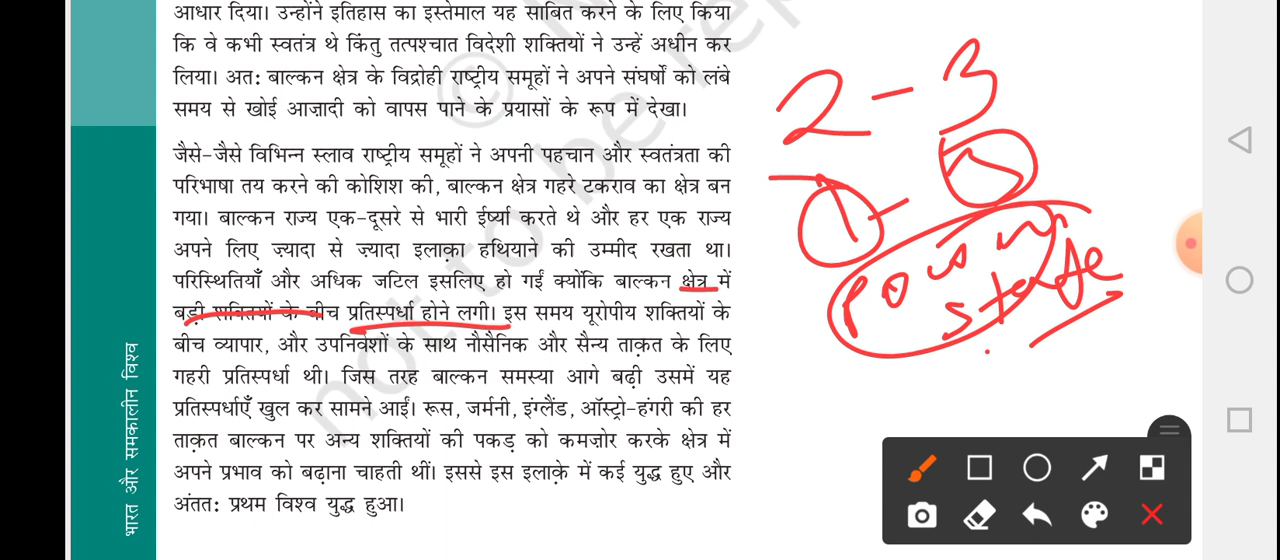 आधार दिया। उन्होंने इतिहास का इस्तेमाल यह साबित करने के लिए किया
कि वे कभी स्वतंत्र थे किंतु तत्पश्चात विदेशी शक्तियों ने उन्हें अधीन कर
लिया। अत: बाल्कन क्षेत्र के विद्रोही राष्ट्रीय समूहों ने अपने संघर्षों को लंबे
समय से खोई आज़ादी को वापस पाने के प्रयासों के रूप में देखा।
जैसे-जैसे विभिन्न स्लाव राष्ट्रीय समूहों ने अपनी पहचान और स्वतंत्रता की
परिभाषा तय करने की कोशिश की, बाल्कन क्षेत्र गहरे टकराव का क्षेत्र बन
गया। बाल्कन राज्य एक-दूसरे से भारी ईर्ष्या करते थे और हर एक राज्य
अपने लिए ज़्यादा से ज़्यादा इलाक़ा हथियाने की उम्मीद रखता था।
परिस्थितियाँ और अधिक जटिल इसलिए हो गईं क्योंकि बाल्कन क्षेत्र में
बड़ी शक्तियों के बीच प्रतिस्पर्धा होने लगी। इस समय यूरोपीय शक्तियों के
बीच व्यापार, और उपनिवेशों के साथ नौसैनिक और सैन्य ताक़त के लिए
गहरी प्रतिस्पर्धा थी। जिस तरह बाल्कन समस्या आगे बढ़ी उसमें यह
प्रतिस्पर्धाएँ खुल कर सामने आईं। रूस, जर्मनी, इंग्लैंड, ऑस्ट्रो-हंगरी की हर
ताक़त बाल्कन पर अन्य शक्तियों की पकड़ को कमज़ोर करके क्षेत्र में
अपने प्रभाव को बढ़ाना चाहती थीं। इससे इस इलाक़े में कई युद्ध हुए और
अंतत: प्रथम विश्व युद्ध हुआ।
भारत और समकालीन विश्व
not to be rep
©
2 - 3
state